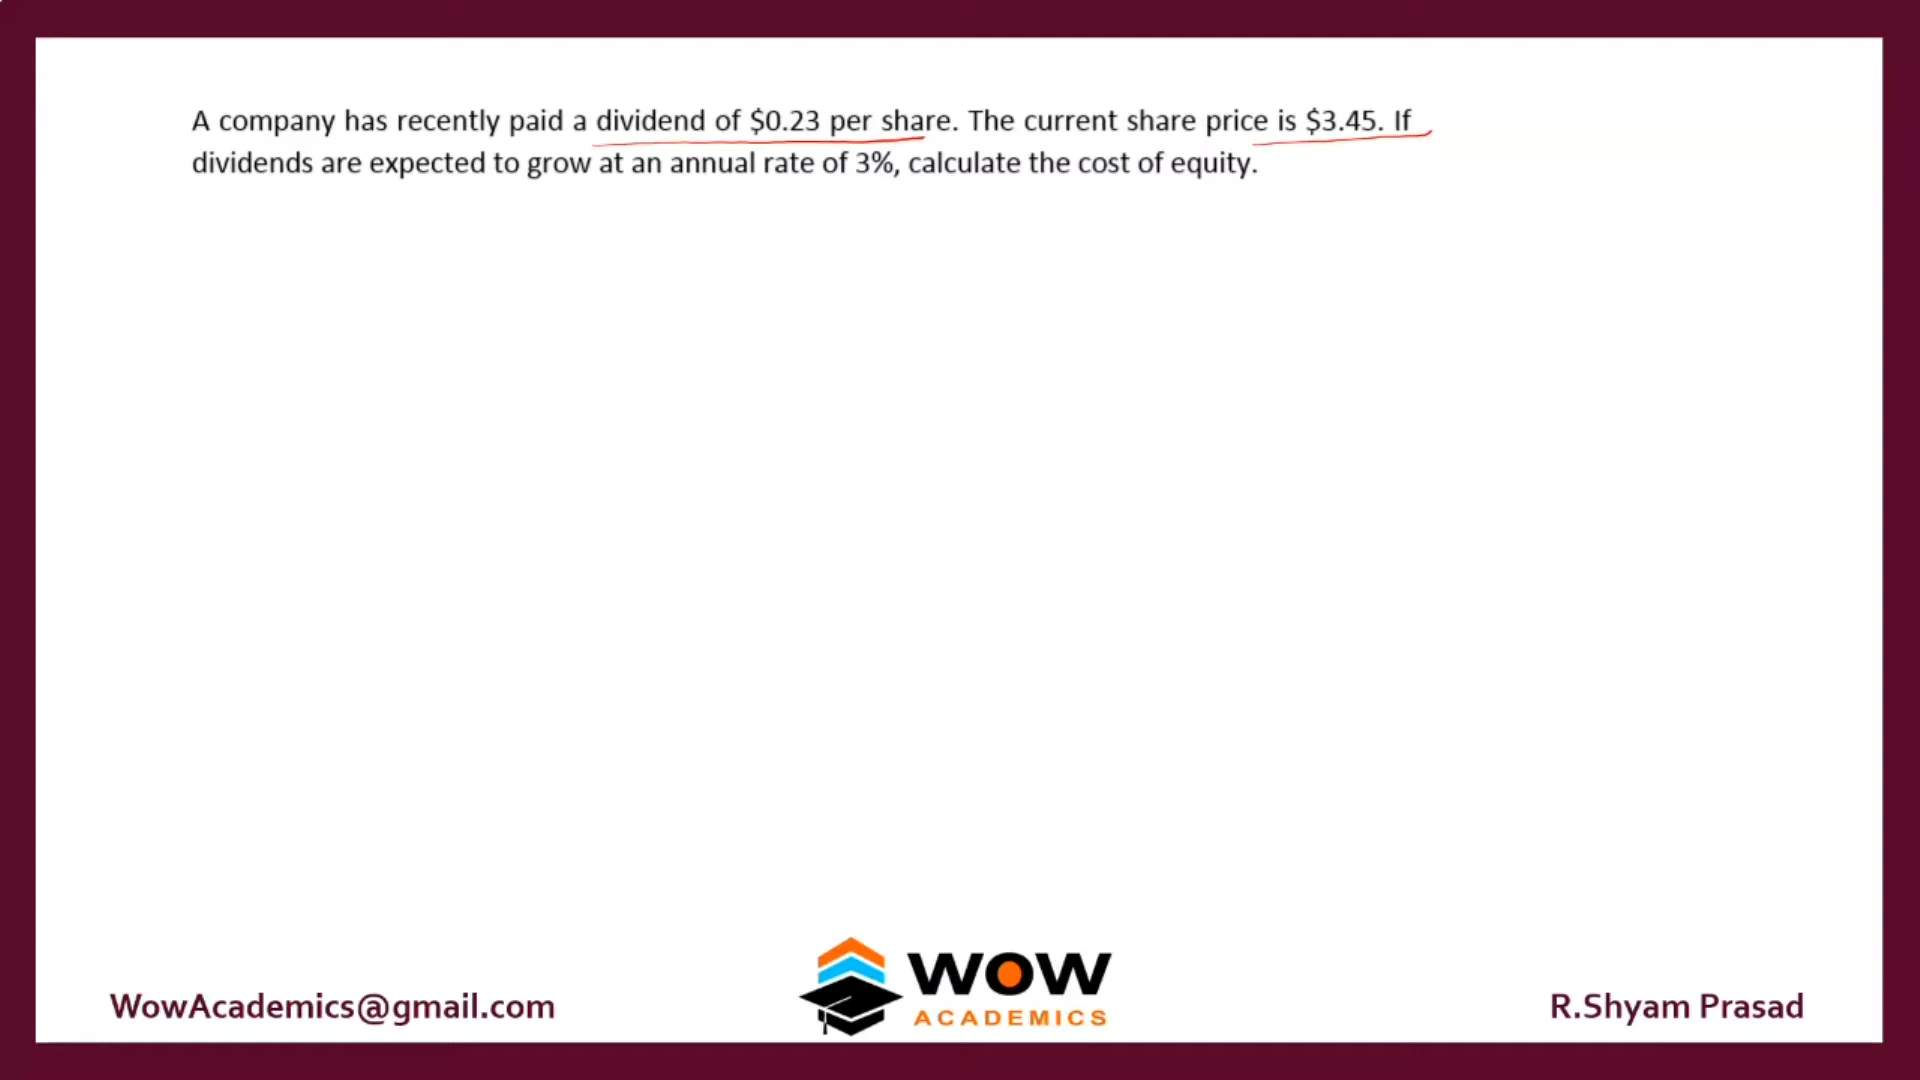 A company has recently paid a dividend of $0.23 per share. The current share price is $3.45. If
dividends are expected to grow at an annual rate of 3%, calculate the cost of equity.
WOW
ACADEMICS
WowAcademics@gmail.com
R.Shyam Prasad